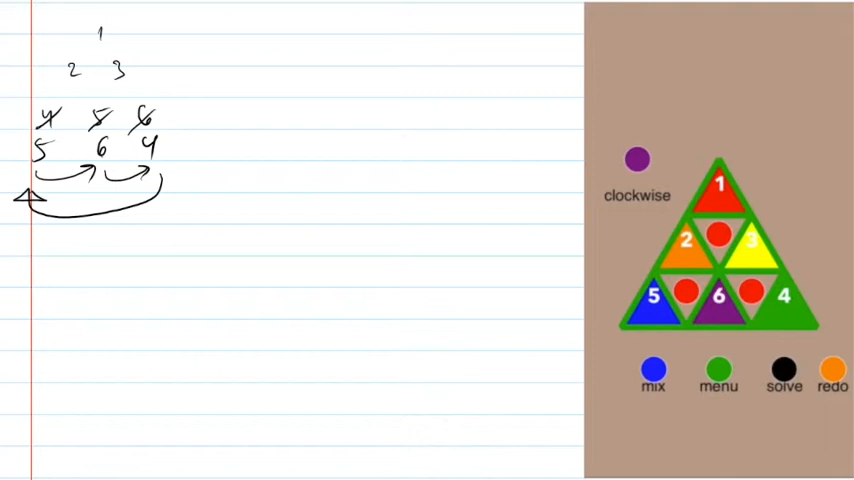 1
2 3
4 5 6
5 6 4
clockwise
1
2 3
5 6 4
mix menu solve redo